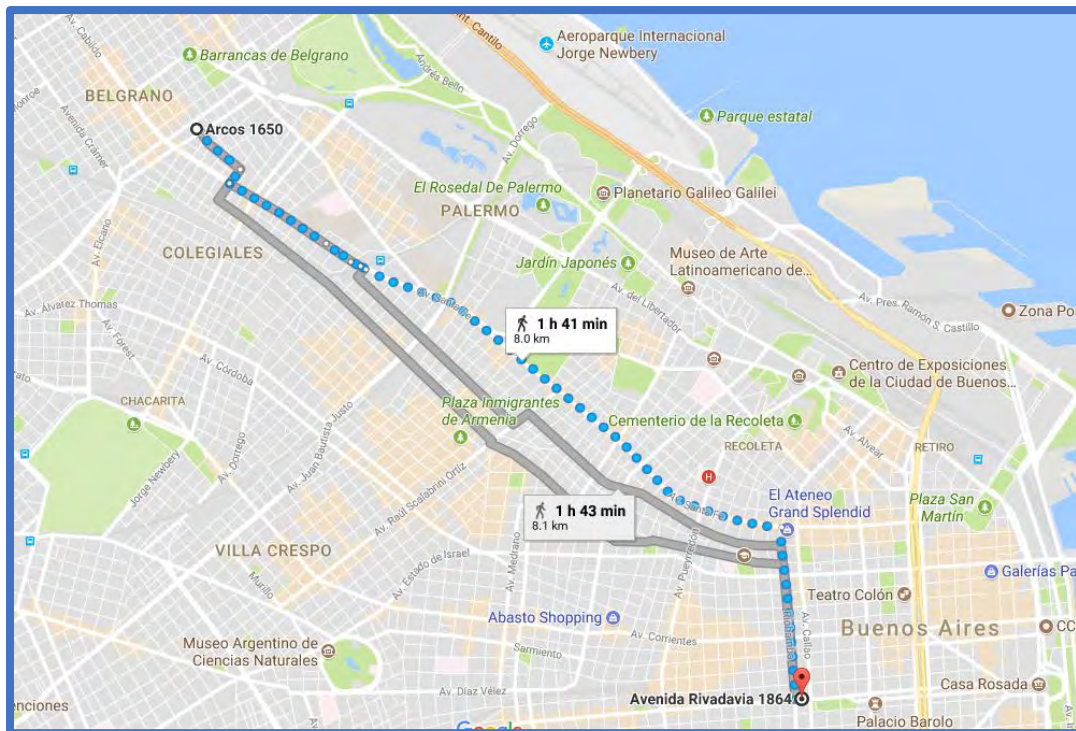 Av. Cabildo
nt. Cantilo
Aeroparque Internacional
Jorge Newbery
Barrancas de Belgrano
Andrés Bello
BELGRANO
Avenida Crámer
Arcos 1650
Parque estatal
Av. Dorrego
El Rosedal De Palermo
Planetario Galileo Galilei
PALERMO
COLEGIALES
Av. Elcano
Museo de Arte
Latinoamericano de...
Jardín Japonés
Av. del Libertador
Av. Pres. Ramón S. Castillo
Av. Álvarez Thomas
Av. Forest
Zona Po
1 h 41 min
8.0 km
Av. Córdoba
Centro de Exposiciones
de la Ciudad de Buenos...
CHACARITA
Plaza Inmigrantes
de Armenia
Cementerio de la Recoleta
Av. Juan Bautista Justo
Av. Dorrego
Jorge Newbery
RECOLETA
Av. Alvear
RETIRO
Av. Raúl Scalabrini Ortiz
1 h 43 min
8.1 km
Av. Santa Fe
El Ateneo
Grand Splendid
Plaza San
Martín
VILLA CRESPO
Av. Estado de Israel
Av. Medrano
Av. Pueyrredón
Murillo
Galerías Pa
Teatro Colón
Abasto Shopping
Av. Callao
Buenos Aires
CC
Museo Argentino de
Ciencias Naturales
Av. Corrientes
Sarmiento
Av. Díaz Vélez
Avenida Rivadavia 1864
Casa Rosada
enciones
Google
Palacio Barolo